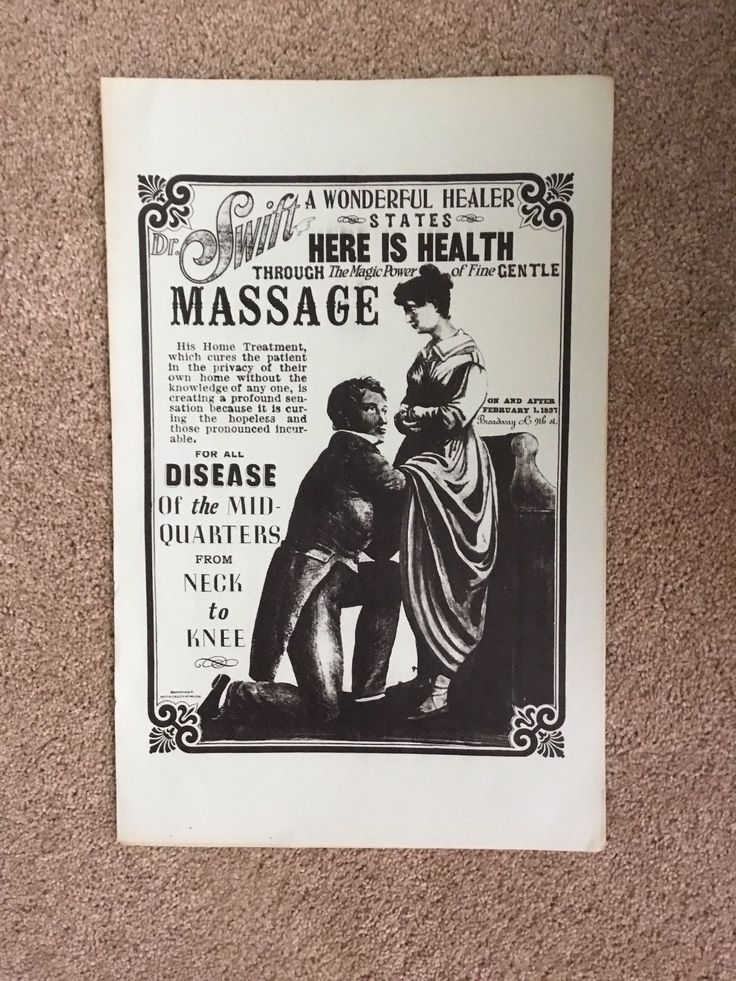 A WONDERFUL HEALER
Dr. Swift STATES
HERE IS HEALTH
THROUGH The Magic Power of Fine GENTLE
MASSAGE
His Home Treatment,
which cures the patient
in the privacy of their
own home without the
knowledge of any one, is
creating a profound sen-
sation because it is cur-
ing the hopeless and
those pronounced incur-
able.
ON AND AFTER
FEBRUARY 1. 1837
Broadway & 9th st.
FOR ALL
DISEASE
Of the MID-
QUARTERS
FROM
NECK
to
KNEE